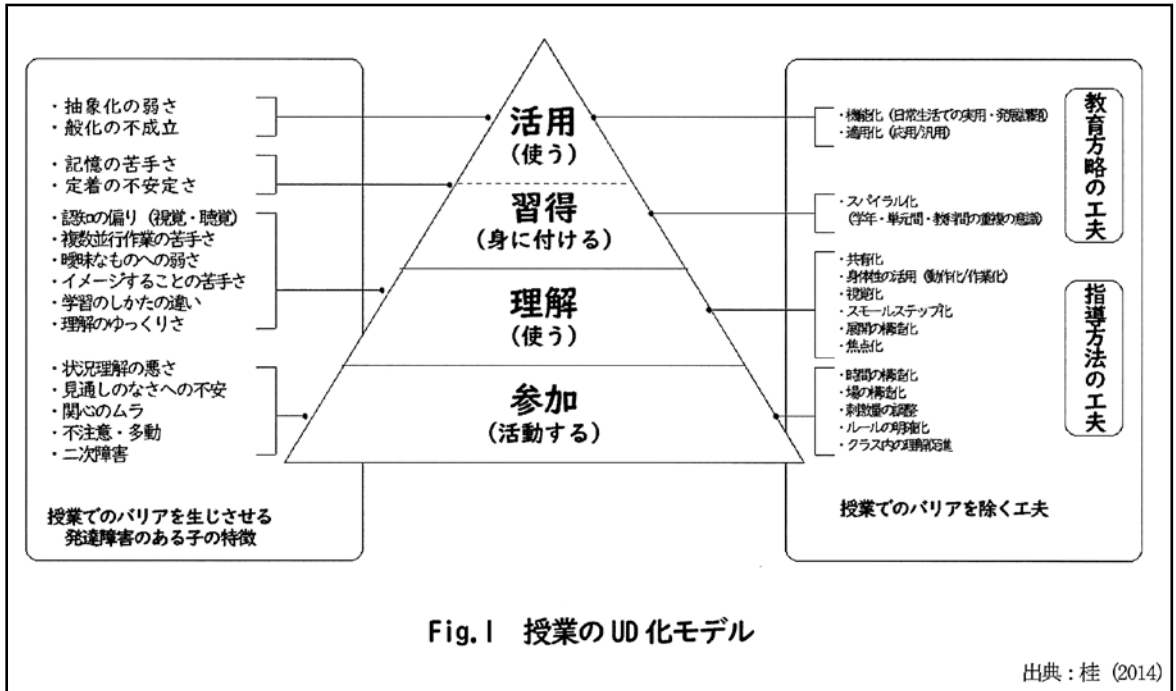 ・抽象化の弱さ
・般化の不成立
・記憶の苦手さ
・定着の不安定さ
・認知の偏り（視覚・聴覚）
・複数並行作業の苦手さ
・曖昧なものへの弱さ
・イメージすることの苦手さ
・学習のしかたの違い
・理解のゆっくりさ
・状況理解の悪さ
・見通しのなさへの不安
・関心のムラ
・不注意・多動
・二次障害
授業でのバリアを生じさせる
発達障害のある子の特徴
活用
(使う)
習得
(身に付ける)
理解
(使う)
参加
(活動する)
・機能化（日常生活での実用・発展課題）
・適用化（応用/汎用）
・スパイラル化
（学年・単元間・教科間の重複の意識）
・共有化
・身体性の活用（動作化/作業化）
・視覚化
・スモールステップ化
・展開の構造化
・焦点化
・時間の構造化
・場の構造化
・刺激量の調整
・ルールの明確化
・クラス内の理解促進
教育方略の工夫
指導方法の工夫
授業でのバリアを除く工夫
Fig.1 授業のUD化モデル
出典：桂（2014）